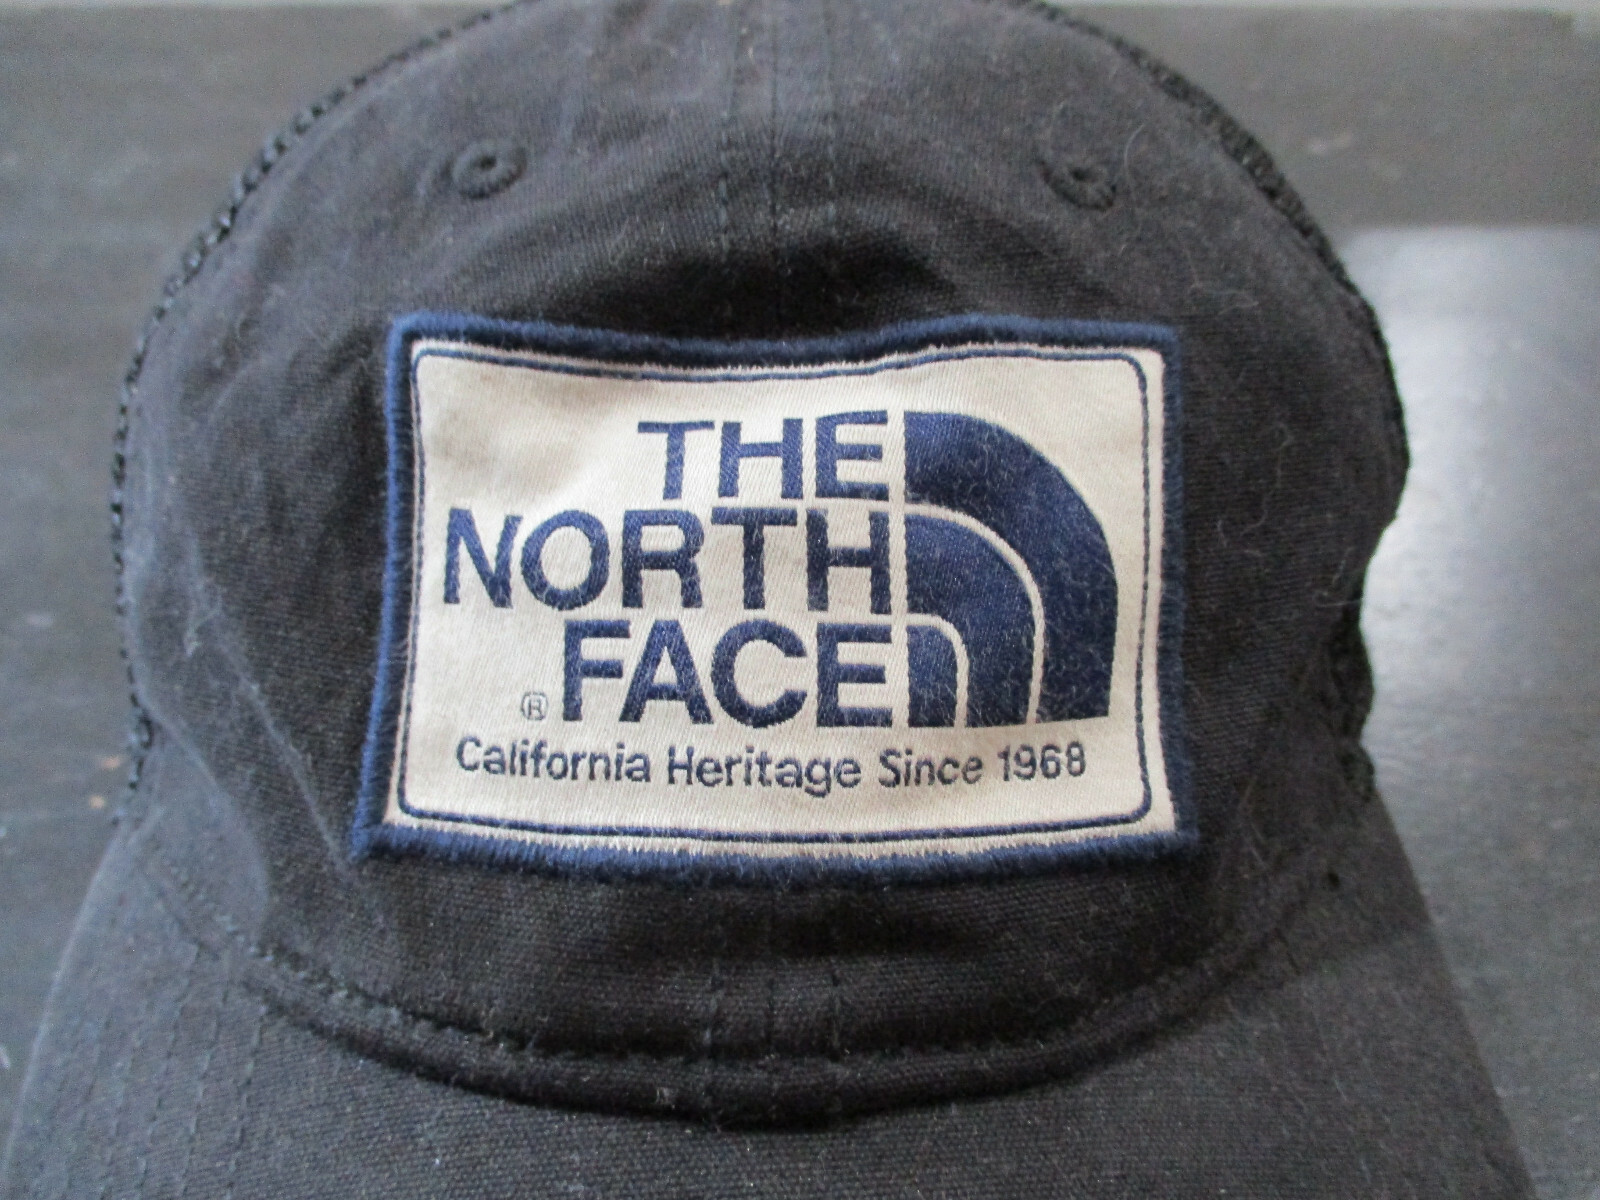 THE
NORTH
® FACE
California Heritage Since 1968